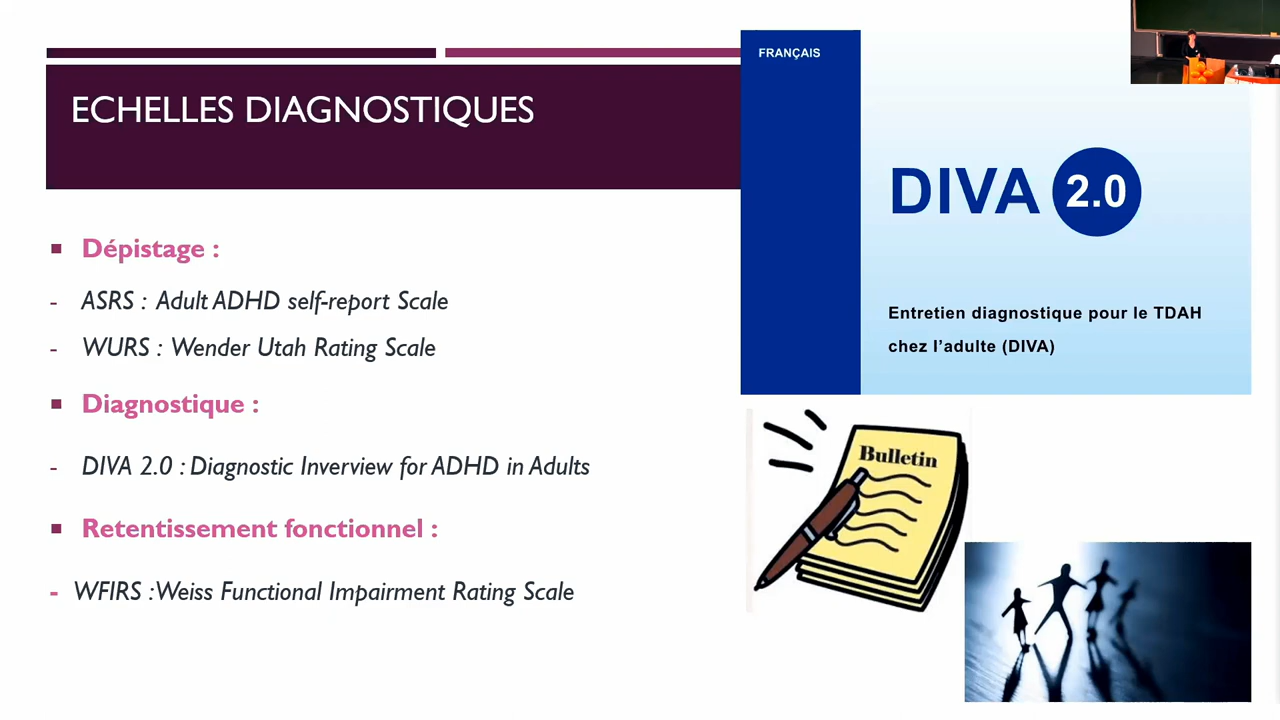 ECHELLES DIAGNOSTIQUES
Dépistage :
- ASRS : Adult ADHD self-report Scale
- WURS : Wender Utah Rating Scale
Diagnostique :
- DIVA 2.0 : Diagnostic Inverview for ADHD in Adults
Retentissement fonctionnel :
- WFIRS : Weiss Functional Impairment Rating Scale
FRANÇAIS
DIVA 2.0
Entretien diagnostique pour le TDAH
chez l'adulte (DIVA)
Bulletin